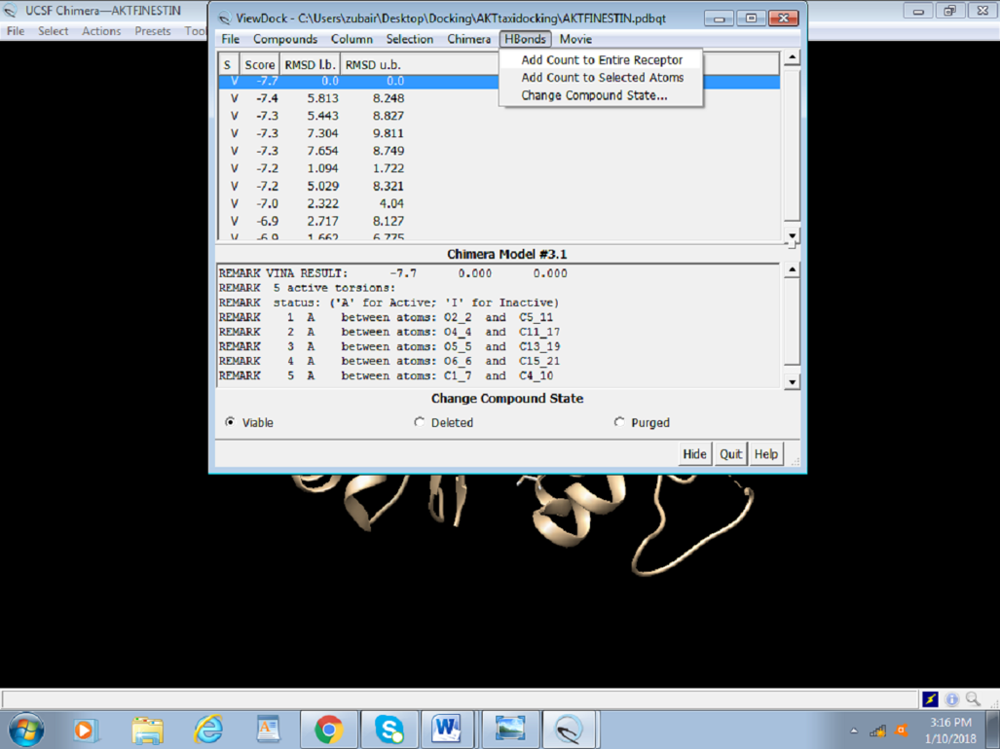 UCSF Chimera—AKTFINESTIN
File Select Actions Presets Tool
ViewDock - C:\Users\zubair\Desktop\Docking\AKTtaxidocking\AKTFINESTIN.pdbqt
File Compounds Column Selection Chimera HBonds Movie
Add Count to Entire Receptor
Add Count to Selected Atoms
Change Compound State...
S Score RMSD l.b. RMSD u.b.
V -7.7 0.0 0.0
V -7.4 5.813 8.248
V -7.3 5.443 8.827
V -7.3 7.304 9.811
V -7.3 7.654 8.749
V -7.2 1.094 1.722
V -7.2 5.029 8.321
V -7.0 2.322 4.04
V -6.9 2.717 8.127
V -6.9 1.662 6.775
Chimera Model #3.1
REMARK VINA RESULT: -7.7 0.000 0.000
REMARK 5 active torsions:
REMARK status: ('A' for Active; 'I' for Inactive)
REMARK 1 A between atoms: O2_2 and C5_11
REMARK 2 A between atoms: O4_4 and C11_17
REMARK 3 A between atoms: O5_5 and C13_19
REMARK 4 A between atoms: O6_6 and C15_21
REMARK 5 A between atoms: C1_7 and C4_10
Change Compound State
Viable Deleted Purged
Hide Quit Help
3:16 PM
1/10/2018